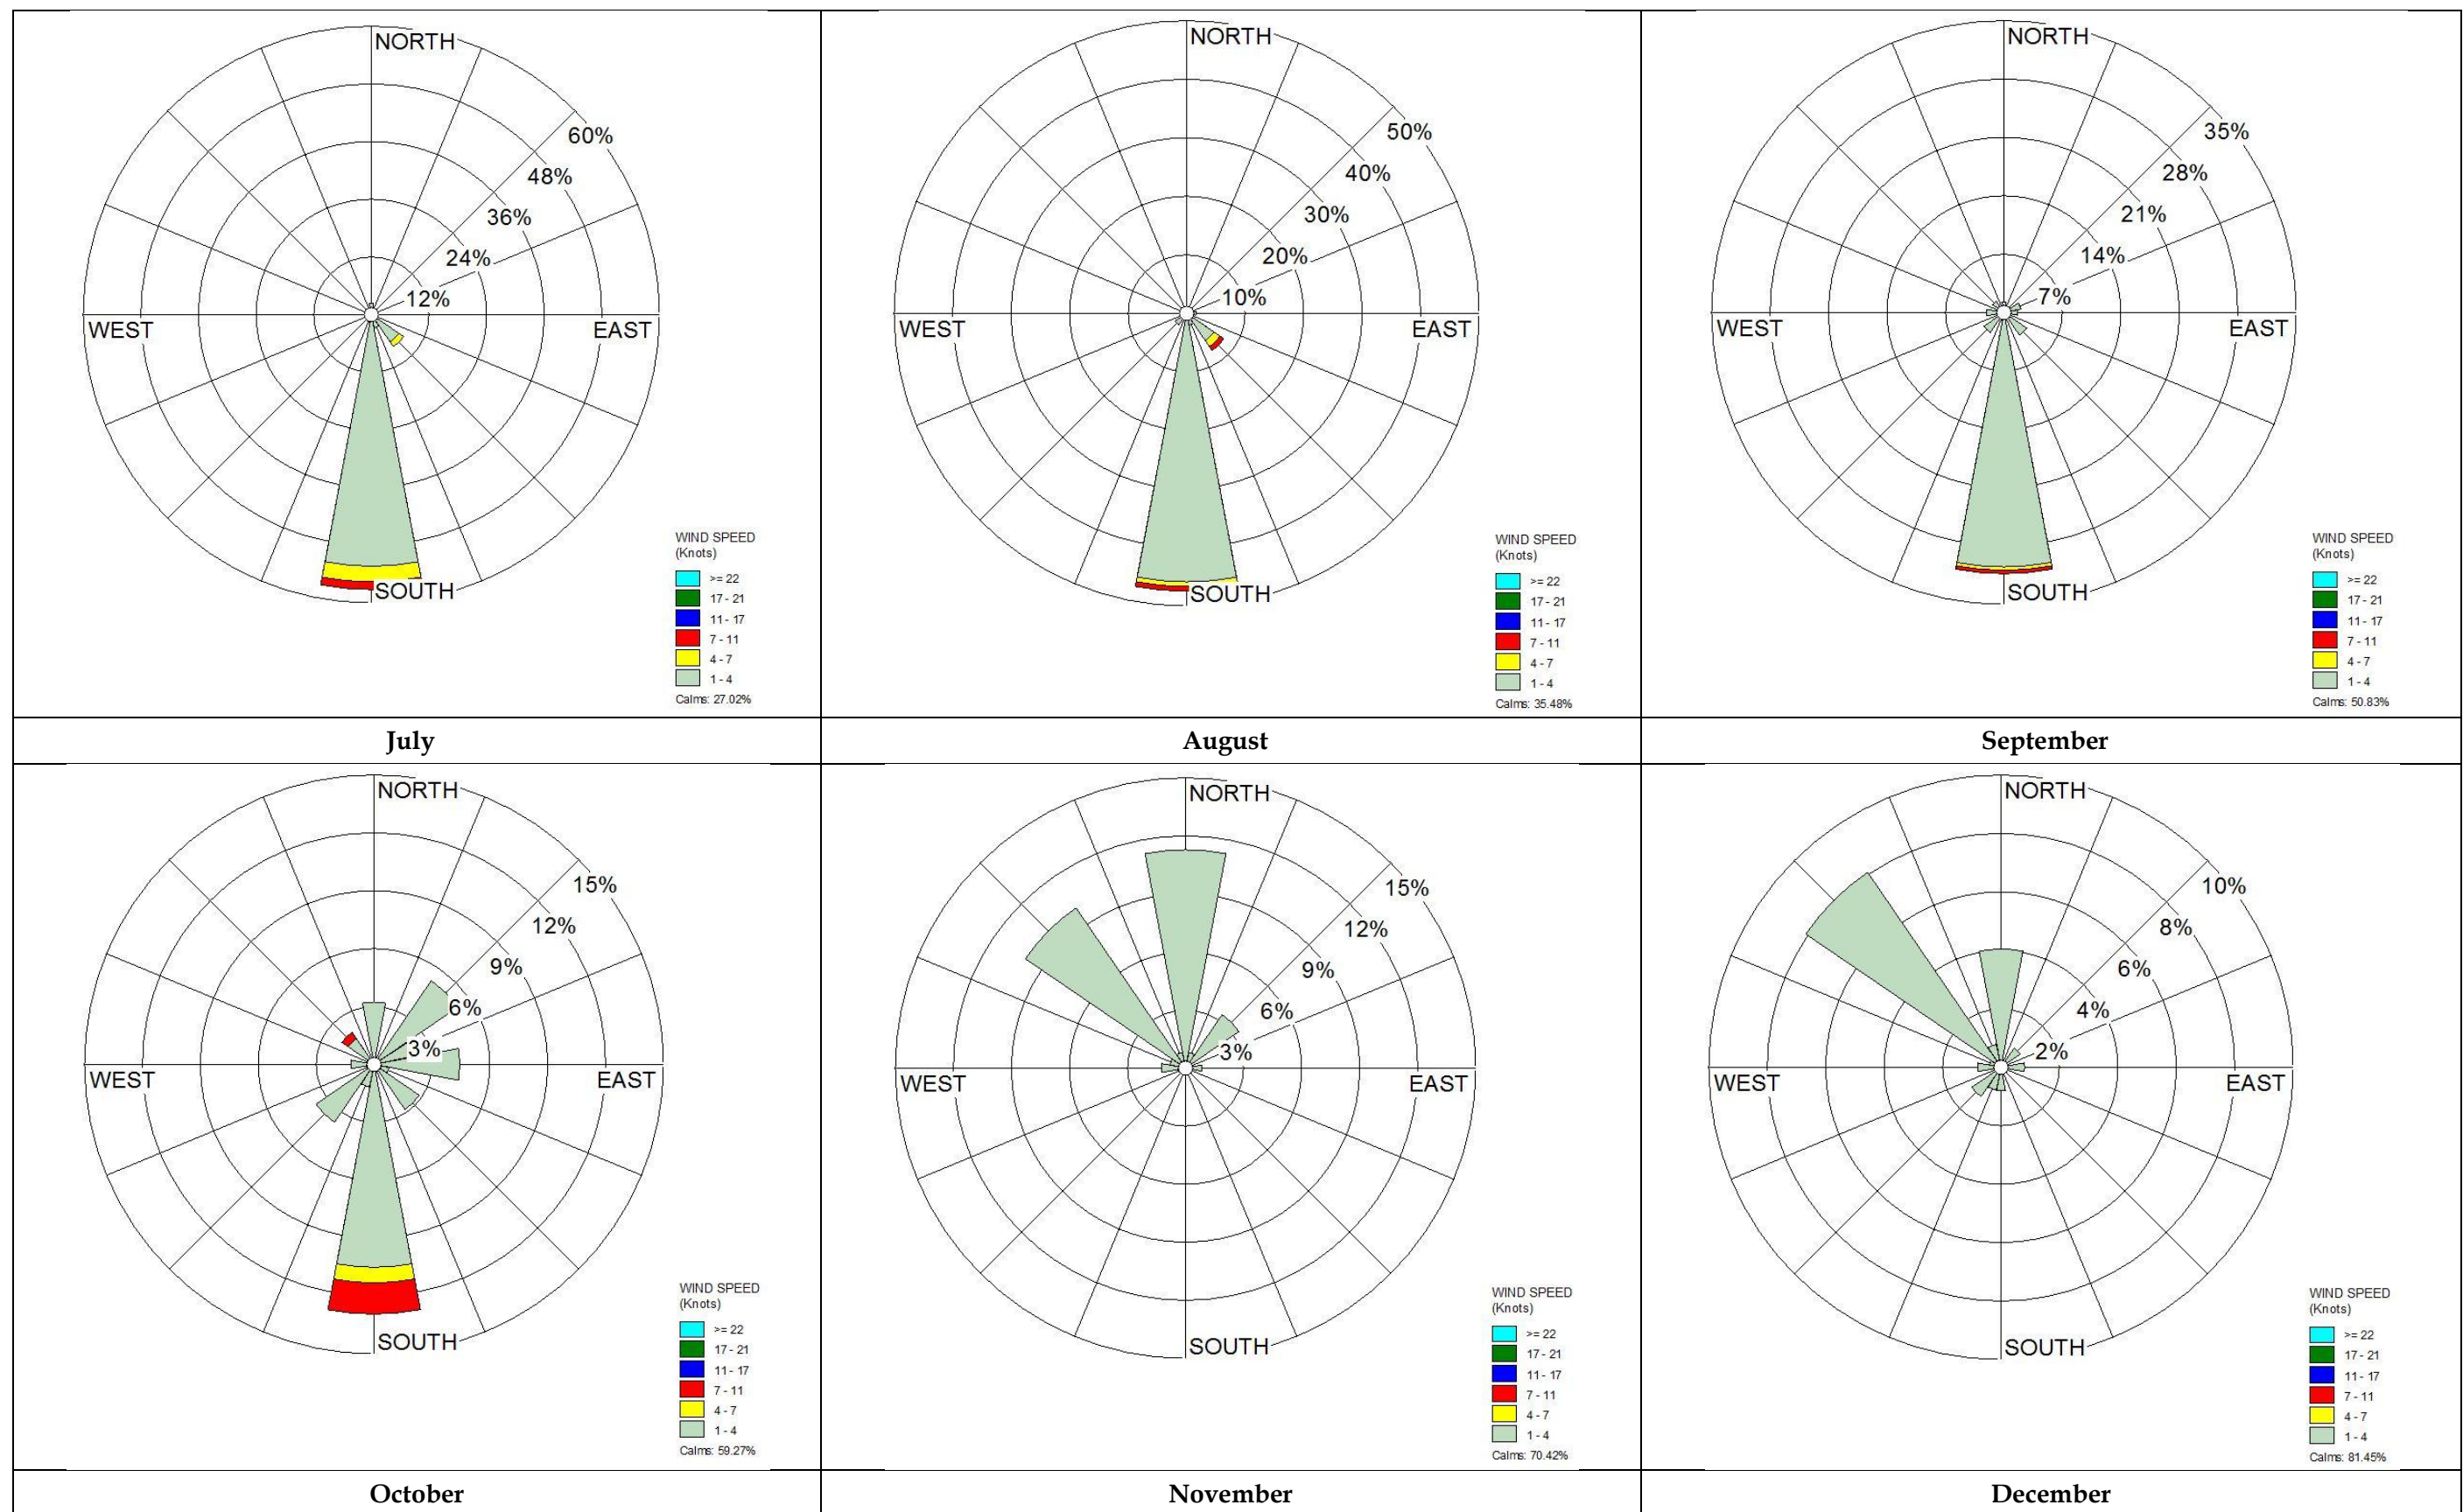 NORTH
60%
48%
36%
24%
12%
WEST
EAST
SOUTH
WIND SPEED
(Knots)
>= 22
17 - 21
11 - 17
7 - 11
4 - 7
1 - 4
Calms: 27.02%
July
NORTH
50%
40%
30%
20%
10%
WEST
EAST
SOUTH
WIND SPEED
(Knots)
>= 22
17 - 21
11 - 17
7 - 11
4 - 7
1 - 4
Calms: 35.48%
August
NORTH
35%
28%
21%
14%
7%
WEST
EAST
SOUTH
WIND SPEED
(Knots)
>= 22
17 - 21
11 - 17
7 - 11
4 - 7
1 - 4
Calms: 50.83%
September
NORTH
15%
12%
9%
6%
3%
WEST
EAST
SOUTH
WIND SPEED
(Knots)
>= 22
17 - 21
11 - 17
7 - 11
4 - 7
1 - 4
Calms: 59.27%
October
NORTH
15%
12%
9%
6%
3%
WEST
EAST
SOUTH
WIND SPEED
(Knots)
>= 22
17 - 21
11 - 17
7 - 11
4 - 7
1 - 4
Calms: 70.42%
November
NORTH
10%
8%
6%
4%
2%
WEST
EAST
SOUTH
WIND SPEED
(Knots)
>= 22
17 - 21
11 - 17
7 - 11
4 - 7
1 - 4
Calms: 81.45%
December